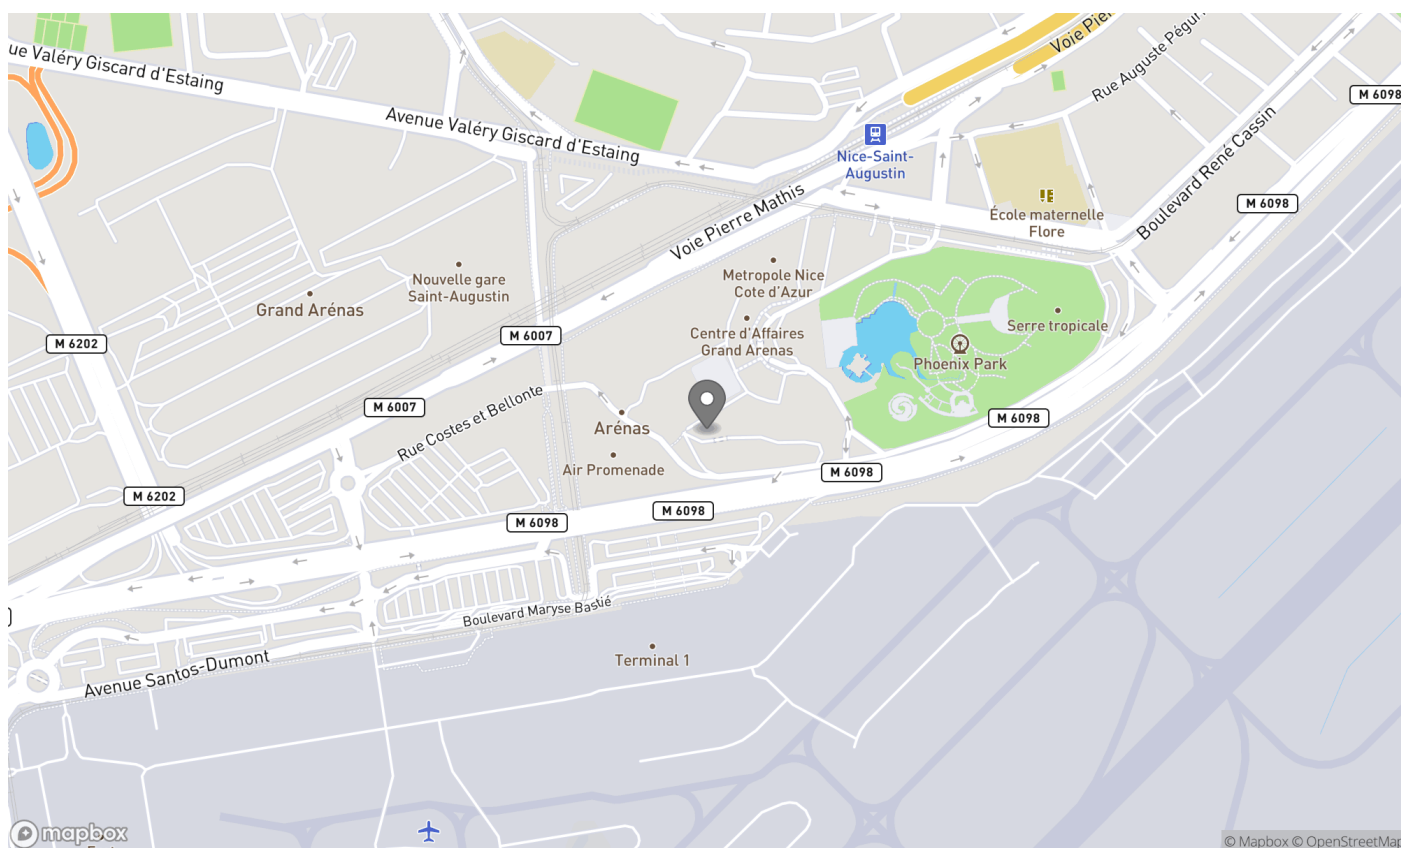 Voie Pier
Rue Auguste Pégur
ue Valéry Giscard d'Estaing
M 6098
Avenue Valéry Giscard d'Estaing
Nice-Saint-
Augustin
Boulevard René Cassin
M 6098
École maternelle
Flore
Voie Pierre Mathis
Metropole Nice
Cote d'Azur
Nouvelle gare
Saint-Augustin
Grand Arénas
Serre tropicale
Centre d'Affaires
Grand Arenas
M 6007
M 6202
Phoenix Park
M 6007
Rue Costes et Bellonte
M 6098
Arénas
Air Promenade
M 6098
M 6202
M 6098
M 6098
Boulevard Maryse Bastié
Terminal 1
Avenue Santos-Dumont
mapbox
© Mapbox © OpenStreetMap